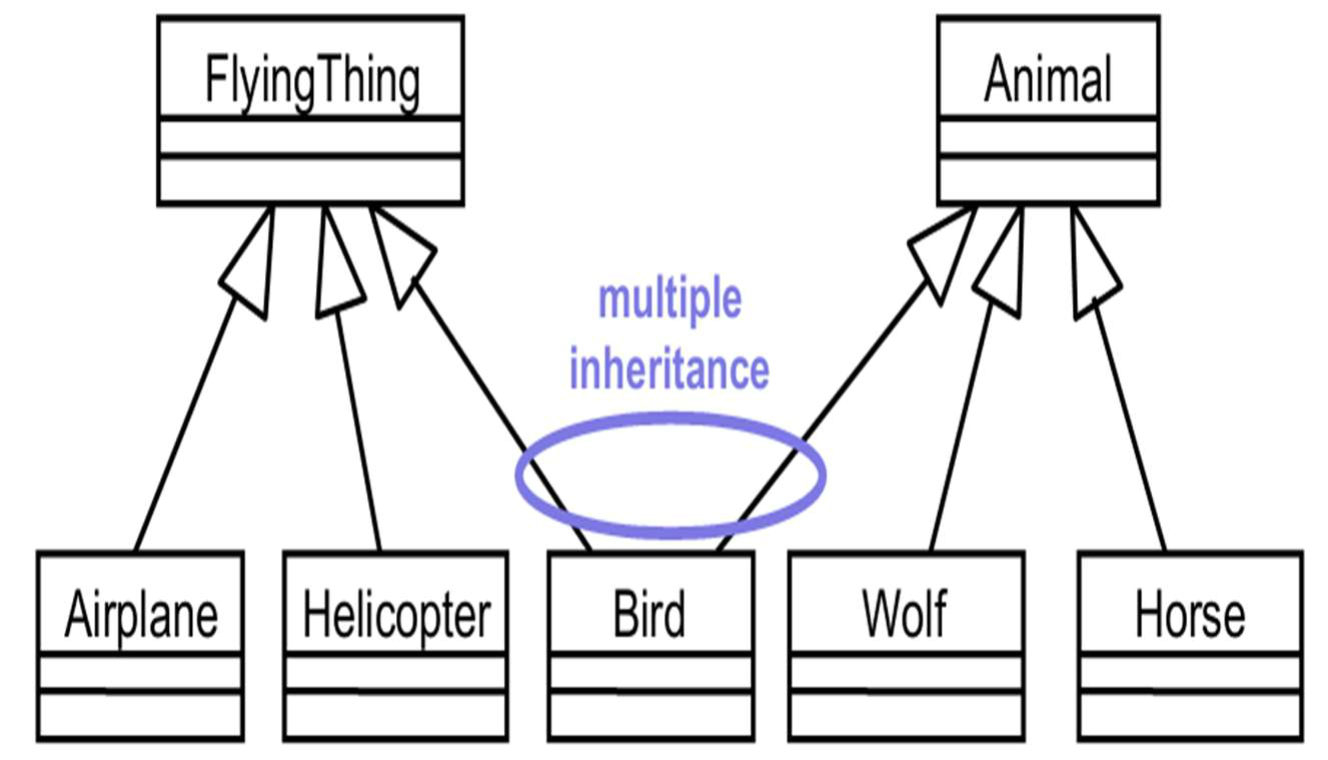 FlyingThing
Animal
multiple
inheritance
Airplane
Helicopter
Bird
Wolf
Horse